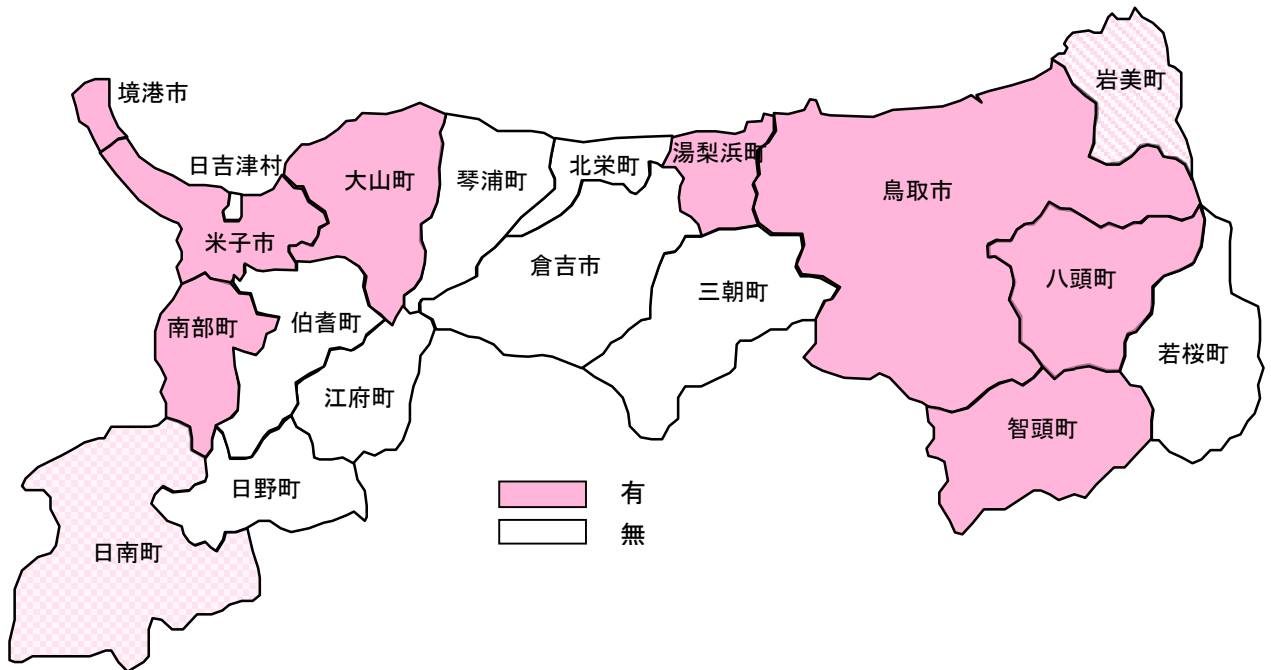 岩美町
境港市
日吉津村
大山町
琴浦町
北栄町
湯梨浜町
鳥取市
米子市
倉吉市
三朝町
八頭町
南部町
伯耆町
若桜町
江府町
智頭町
日野町
日南町
有
無